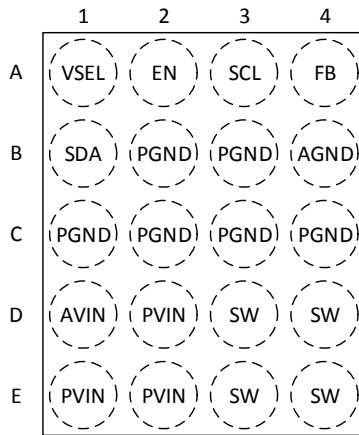 1 2 3 4
A VSEL EN SCL FB
B SDA PGND PGND AGND
C PGND PGND PGND PGND
D AVIN PVIN SW SW
E PVIN PVIN SW SW